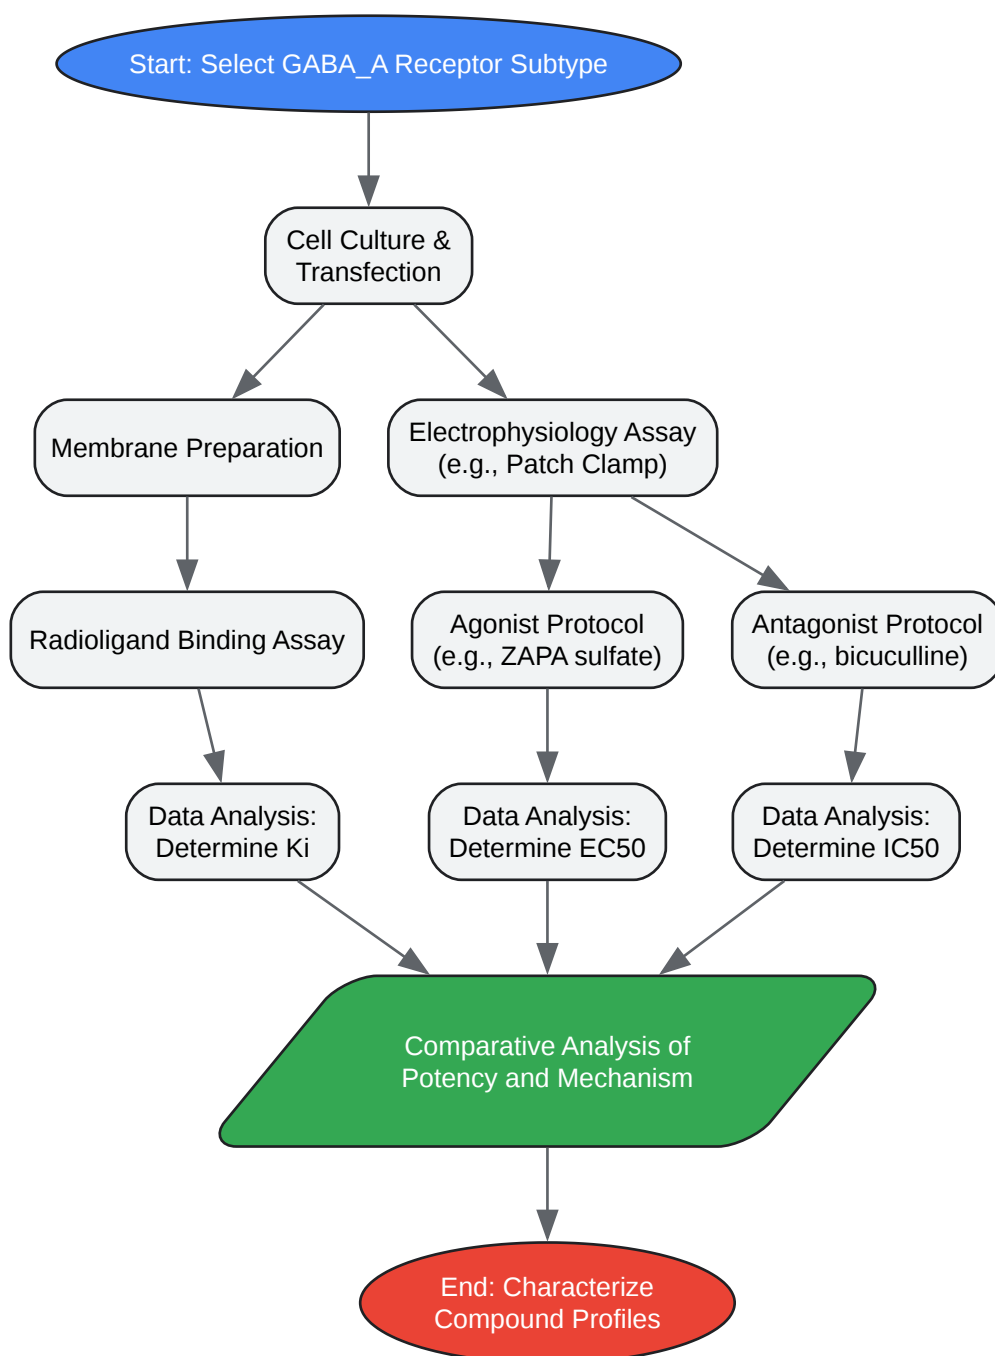 Start: Select GABA_A Receptor Subtype
Cell Culture &
Transfection
Membrane Preparation
Electrophysiology Assay
(e.g., Patch Clamp)
Radioligand Binding Assay
Agonist Protocol
(e.g., ZAPA sulfate)
Antagonist Protocol
(e.g., bicuculline)
Data Analysis:
Determine Ki
Data Analysis:
Determine EC50
Data Analysis:
Determine IC50
Comparative Analysis of
Potency and Mechanism
End: Characterize
Compound Profiles